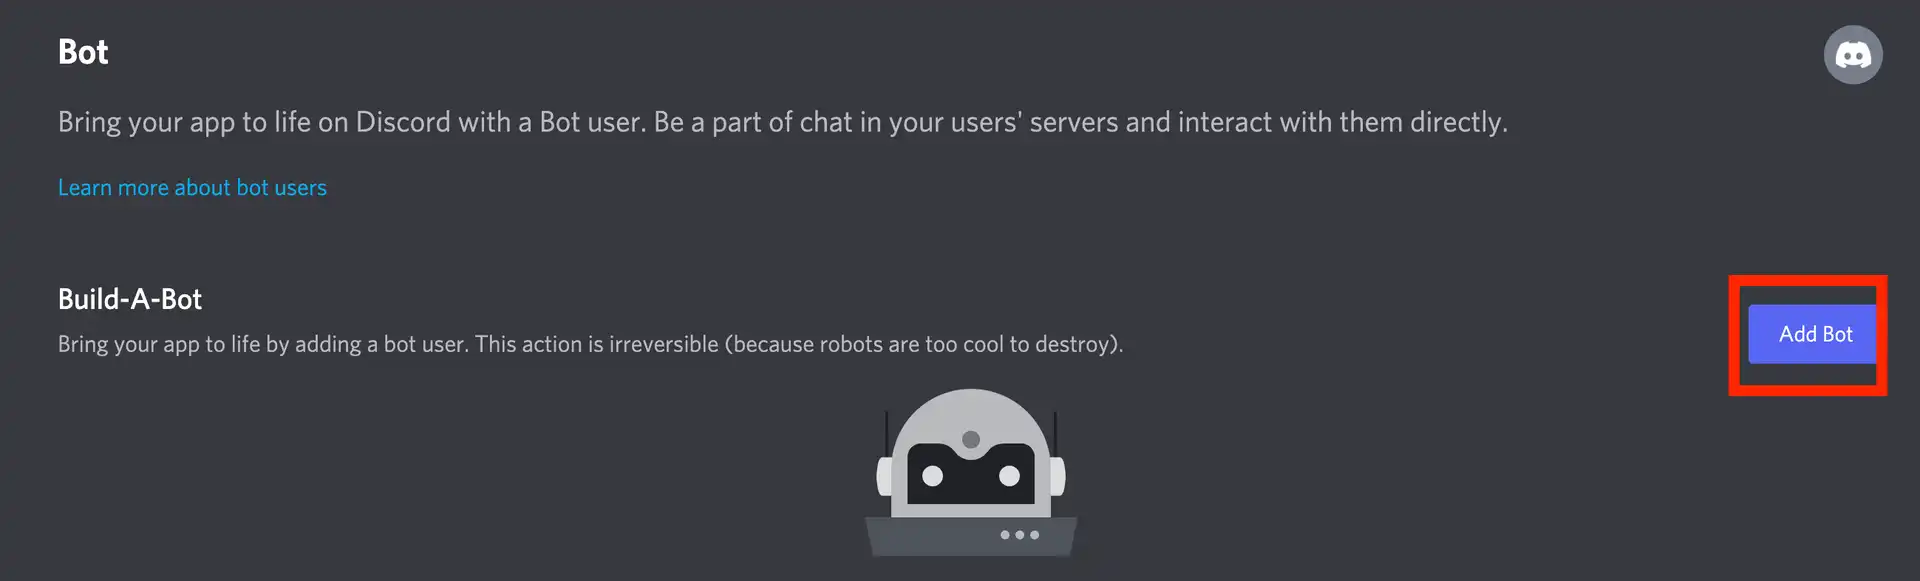 Bot
Bring your app to life on Discord with a Bot user. Be a part of chat in your users' servers and interact with them directly.
Learn more about bot users
Build-A-Bot
Bring your app to life by adding a bot user. This action is irreversible (because robots are too cool to destroy).
Add Bot